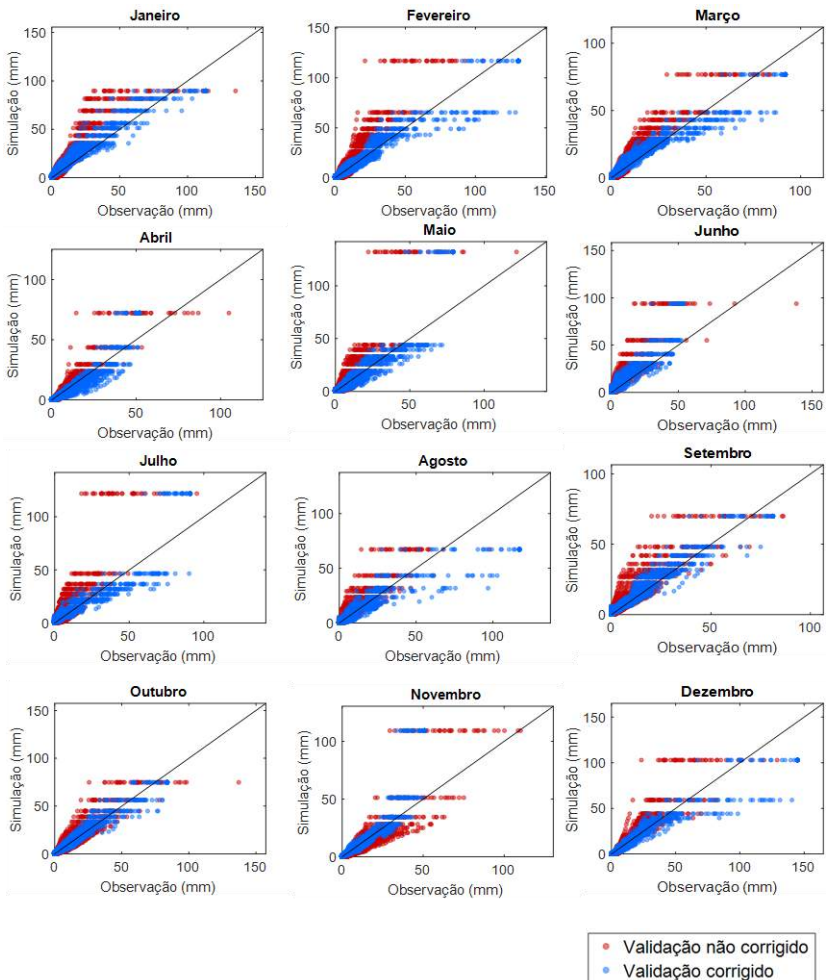 Janeiro
150
100
50
0
Simulação (mm)
0 50 100 150
Observação (mm)
Fevereiro
150
100
50
0
Simulação (mm)
0 50 100 150
Observação (mm)
Março
100
50
0
Simulação (mm)
0 50 100
Observação (mm)
Abril
100
50
0
Simulação (mm)
0 50 100
Observação (mm)
Maio
100
50
0
Simulação (mm)
0 50 100
Observação (mm)
Junho
150
100
50
0
Simulação (mm)
0 50 100 150
Observação (mm)
Julho
100
50
0
Simulação (mm)
0 50 100
Observação (mm)
Agosto
100
50
0
Simulação (mm)
0 50 100
Observação (mm)
Setembro
100
50
0
Simulação (mm)
0 50 100
Observação (mm)
Outubro
150
100
50
0
Simulação (mm)
0 50 100 150
Observação (mm)
Novembro
100
50
0
Simulação (mm)
0 50 100
Observação (mm)
Dezembro
150
100
50
0
Simulação (mm)
0 50 100 150
Observação (mm)
Validação não corrigido
Validação corrigido